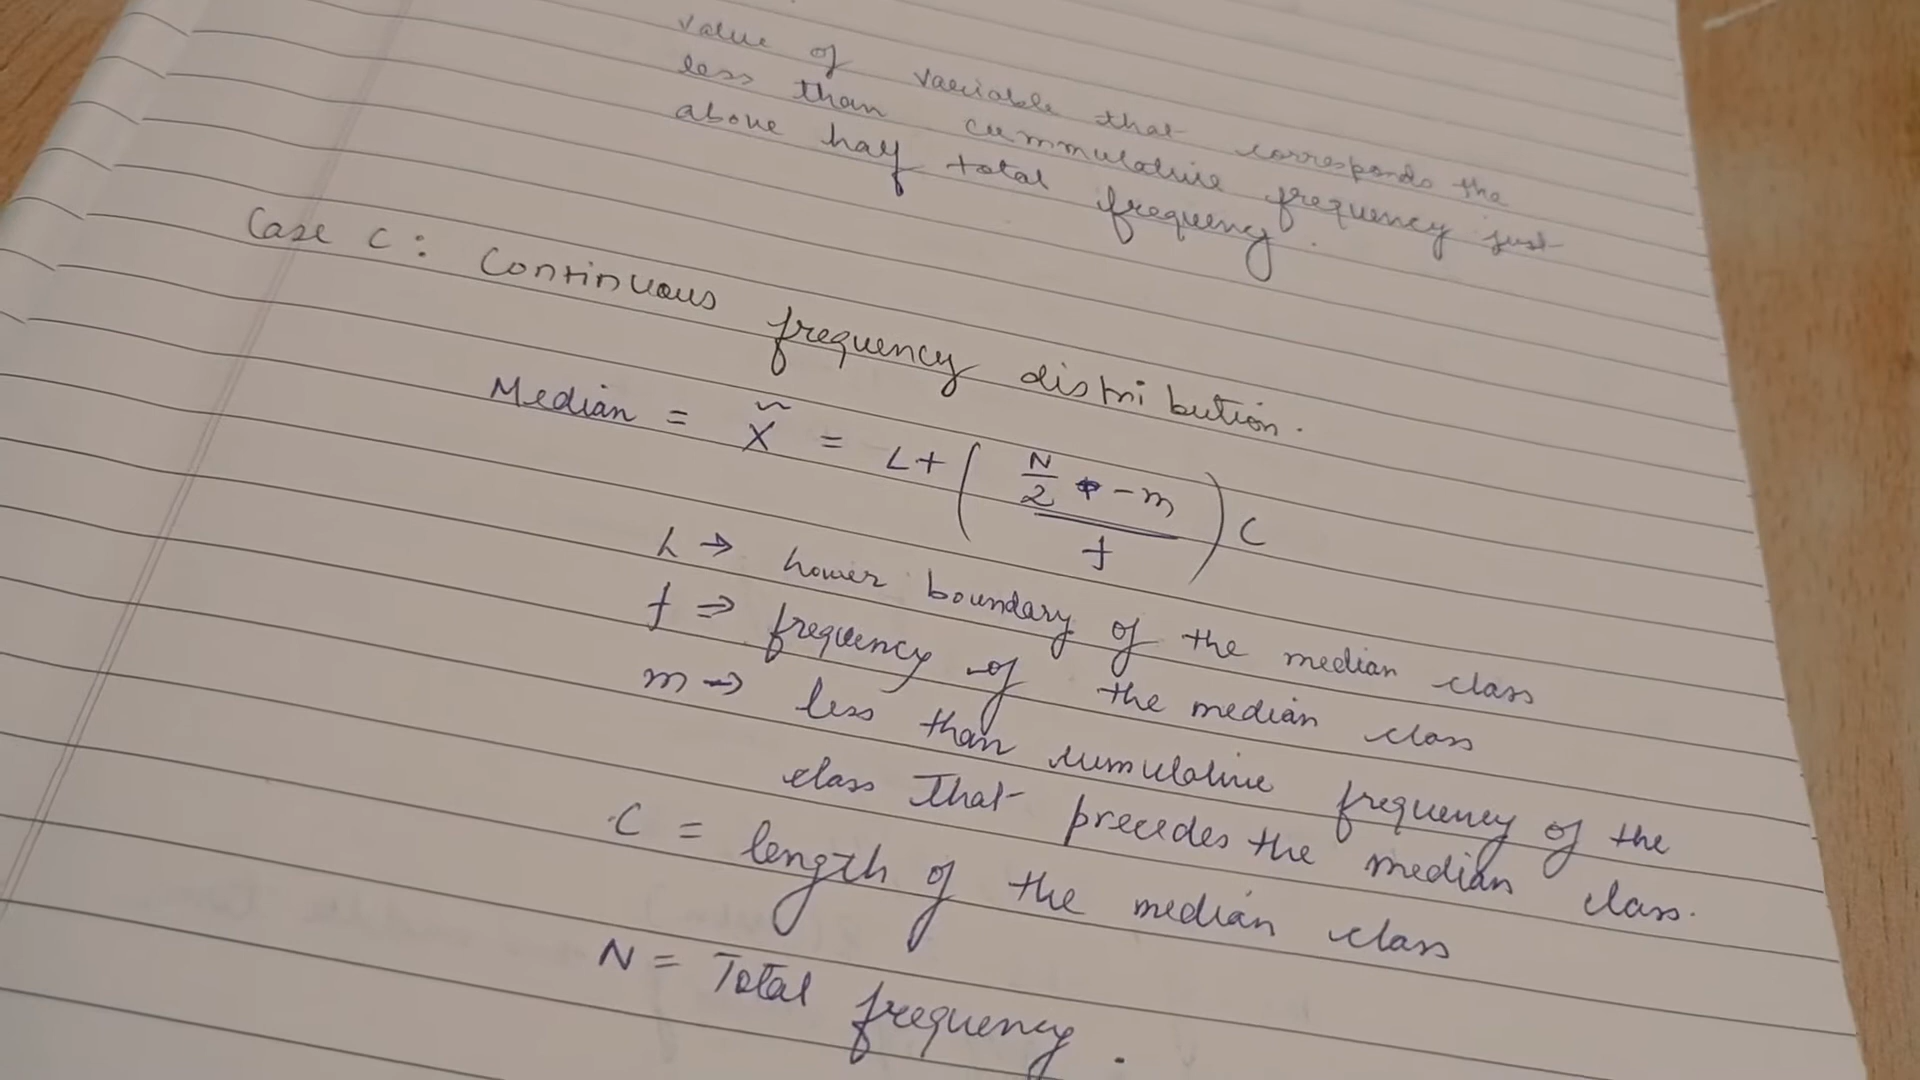 value of vaeiable that corresponds the
less than cummulative frequency just
above half total frequency.
Case C: Continuous frequency distribution.
Median = X̃ = L + ( (N/2 - m) / f ) C
L → Lower boundary of the median class
f ⇒ frequency of the median class
m → less than cumulative frequency of the
class that precedes the median class.
C = length of the median class
N = Total frequency.